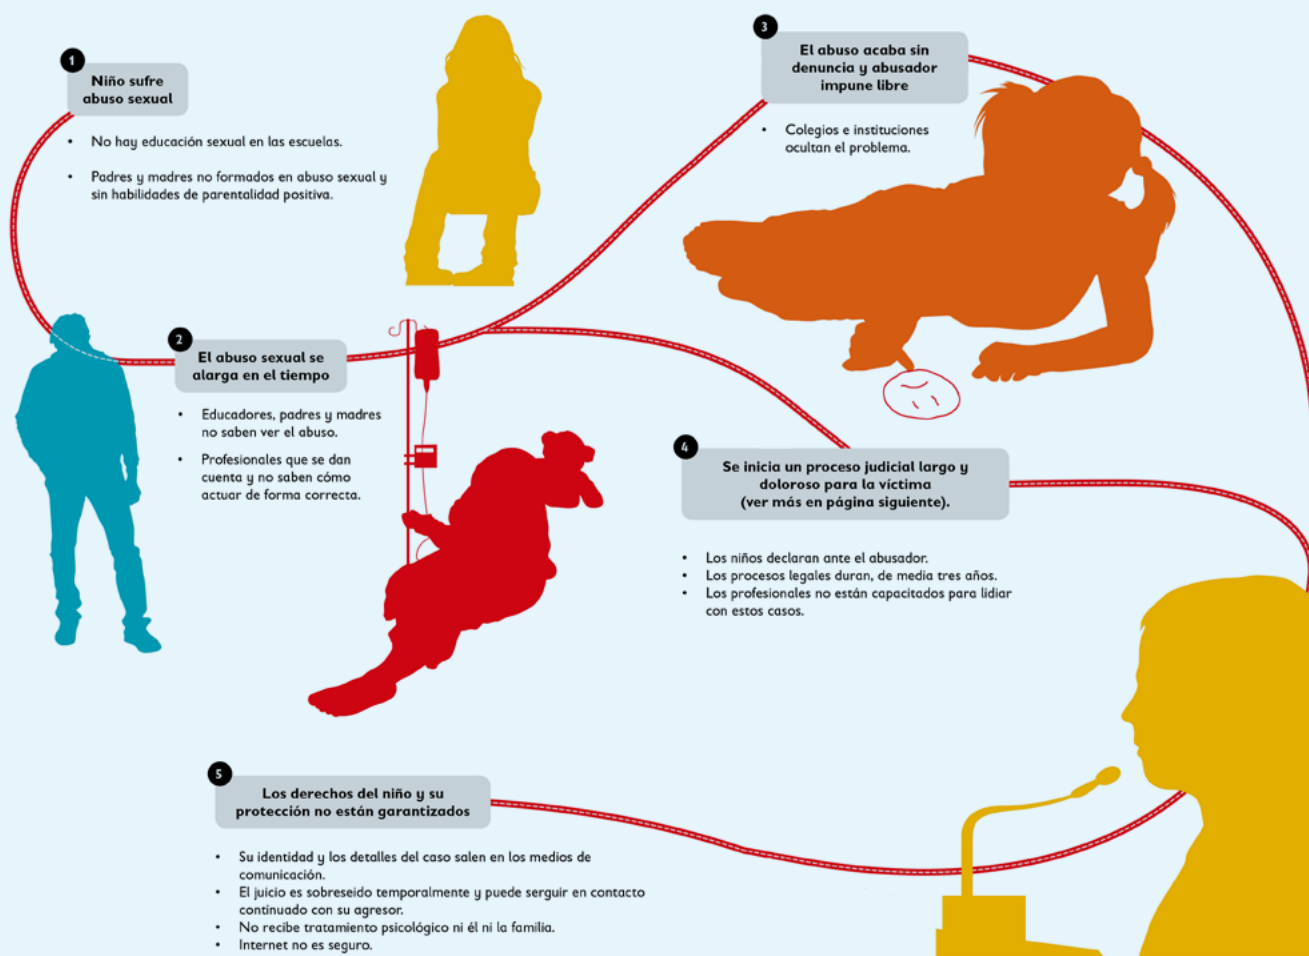 1
Niño sufre
abuso sexual
• No hay educación sexual en las escuelas.
• Padres y madres no formados en abuso sexual y
sin habilidades de parentalidad positiva.
2
El abuso sexual se
alarga en el tiempo
• Educadores, padres y madres
no saben ver el abuso.
• Profesionales que se dan
cuenta y no saben cómo
actuar de forma correcta.
3
El abuso acaba sin
denuncia y abusador
impune libre
• Colegios e instituciones
ocultan el problema.
4
Se inicia un proceso judicial largo y
doloroso para la víctima
(ver más en página siguiente).
• Los niños declaran ante el abusador.
• Los procesos legales duran, de media tres años.
• Los profesionales no están capacitados para lidiar
con estos casos.
5
Los derechos del niño y su
protección no están garantizados
• Su identidad y los detalles del caso salen en los medios de
comunicación.
• El juicio es sobreseido temporalmente y puede serguir en contacto
continuado con su agresor.
• No recibe tratamiento psicológico ni él ni la familia.
• Internet no es seguro.